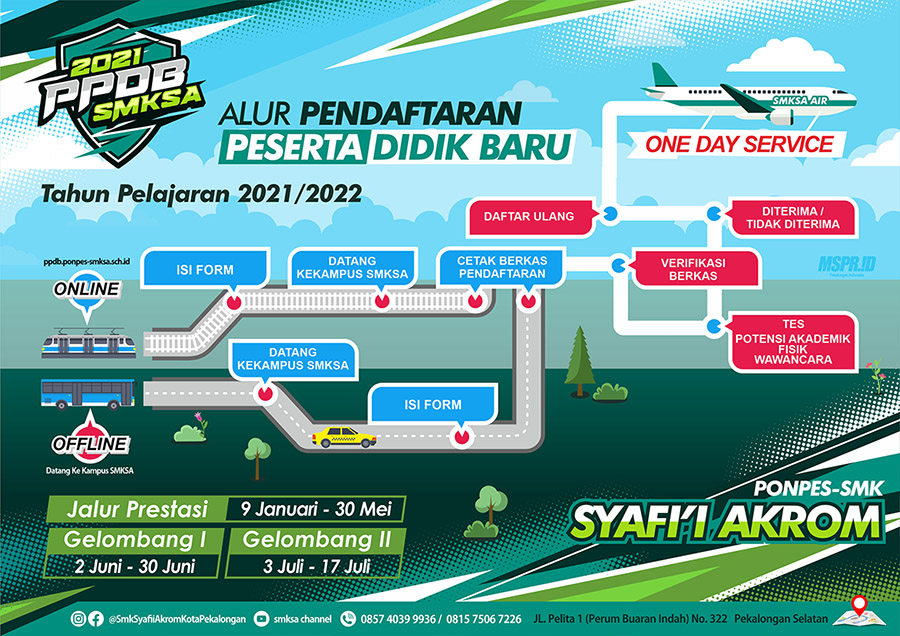 2021
PPDB
SMKSA
ALUR PENDAFTARAN
PESERTA DIDIK BARU
Tahun Pelajaran 2021/2022
SMKSA AIR
ONE DAY SERVICE
DAFTAR ULANG
DITERIMA /
TIDAK DITERIMA
ppdb.ponpes-smksa.sch.id
ONLINE
ISI FORM
DATANG
KEKAMPUS SMKSA
CETAK BERKAS
PENDAFTARAN
VERIFIKASI
BERKAS
MSPR.ID
TES
POTENSI AKADEMIK
FISIK
WAWANCARA
DATANG
KEKAMPUS SMKSA
ISI FORM
OFFLINE
Datang Ke Kampus SMKSA
Jalur Prestasi 9 Januari - 30 Mei
Gelombang I Gelombang II
2 Juni - 30 Juni 3 Juli - 17 Juli
PONPES-SMK
SYAFI'I AKROM
@SmkSyafiiAkromKotaPekalongan smksa channel 0857 4039 9936 / 0815 7506 7226 JL. Pelita 1 (Perum Buaran Indah) No. 322 Pekalongan Selatan